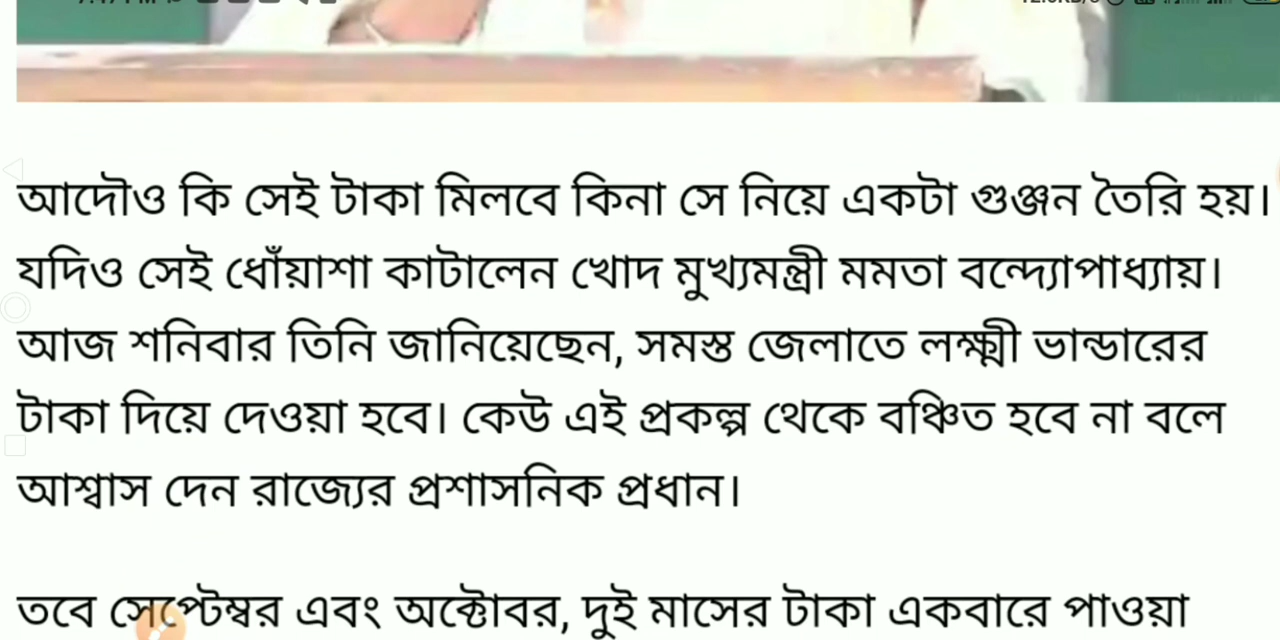 আদৌও কি সেই টাকা মিলবে কিনা সে নিয়ে একটা গুঞ্জন তৈরি হয়।
যদিও সেই ধোঁয়াশা কাটালেন খোদ মুখ্যমন্ত্রী মমতা বন্দ্যোপাধ্যায়।
আজ শনিবার তিনি জানিয়েছেন, সমস্ত জেলাতে লক্ষ্মী ভান্ডারের
টাকা দিয়ে দেওয়া হবে। কেউ এই প্রকল্প থেকে বঞ্চিত হবে না বলে
আশ্বাস দেন রাজ্যের প্রশাসনিক প্রধান।
তবে সেপ্টেম্বর এবং অক্টোবর, দুই মাসের টাকা একবারে পাওয়া